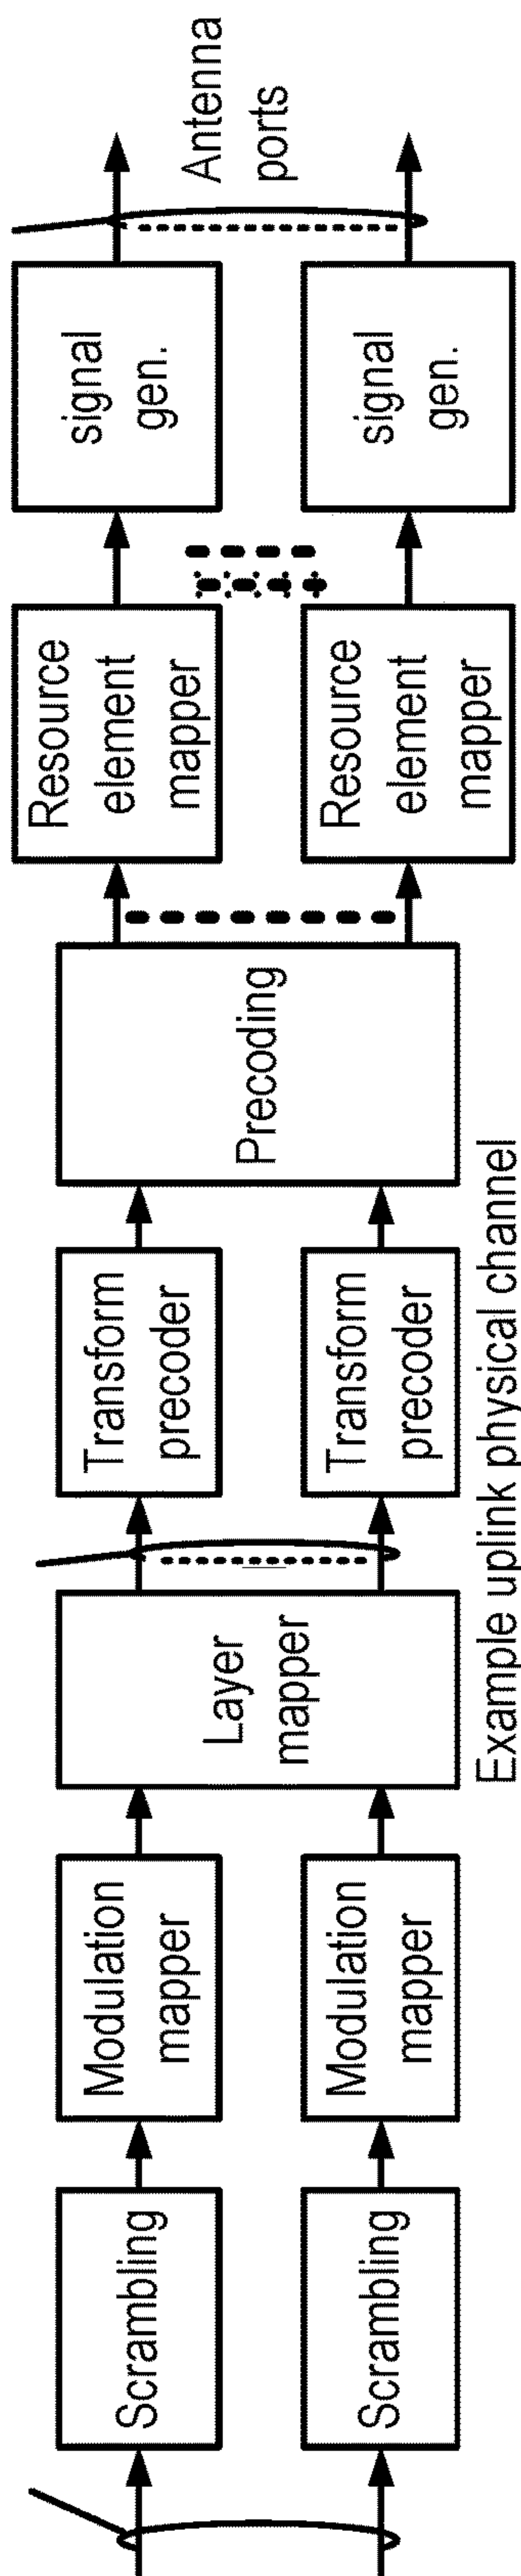 Scrambling
Modulation
mapper
Layer
mapper
Transform
precoder
Precoding
Resource
element
mapper
signal
gen.
Antenna
ports
Scrambling
Modulation
mapper
Transform
precoder
Resource
element
mapper
signal
gen.
Example uplink physical channel